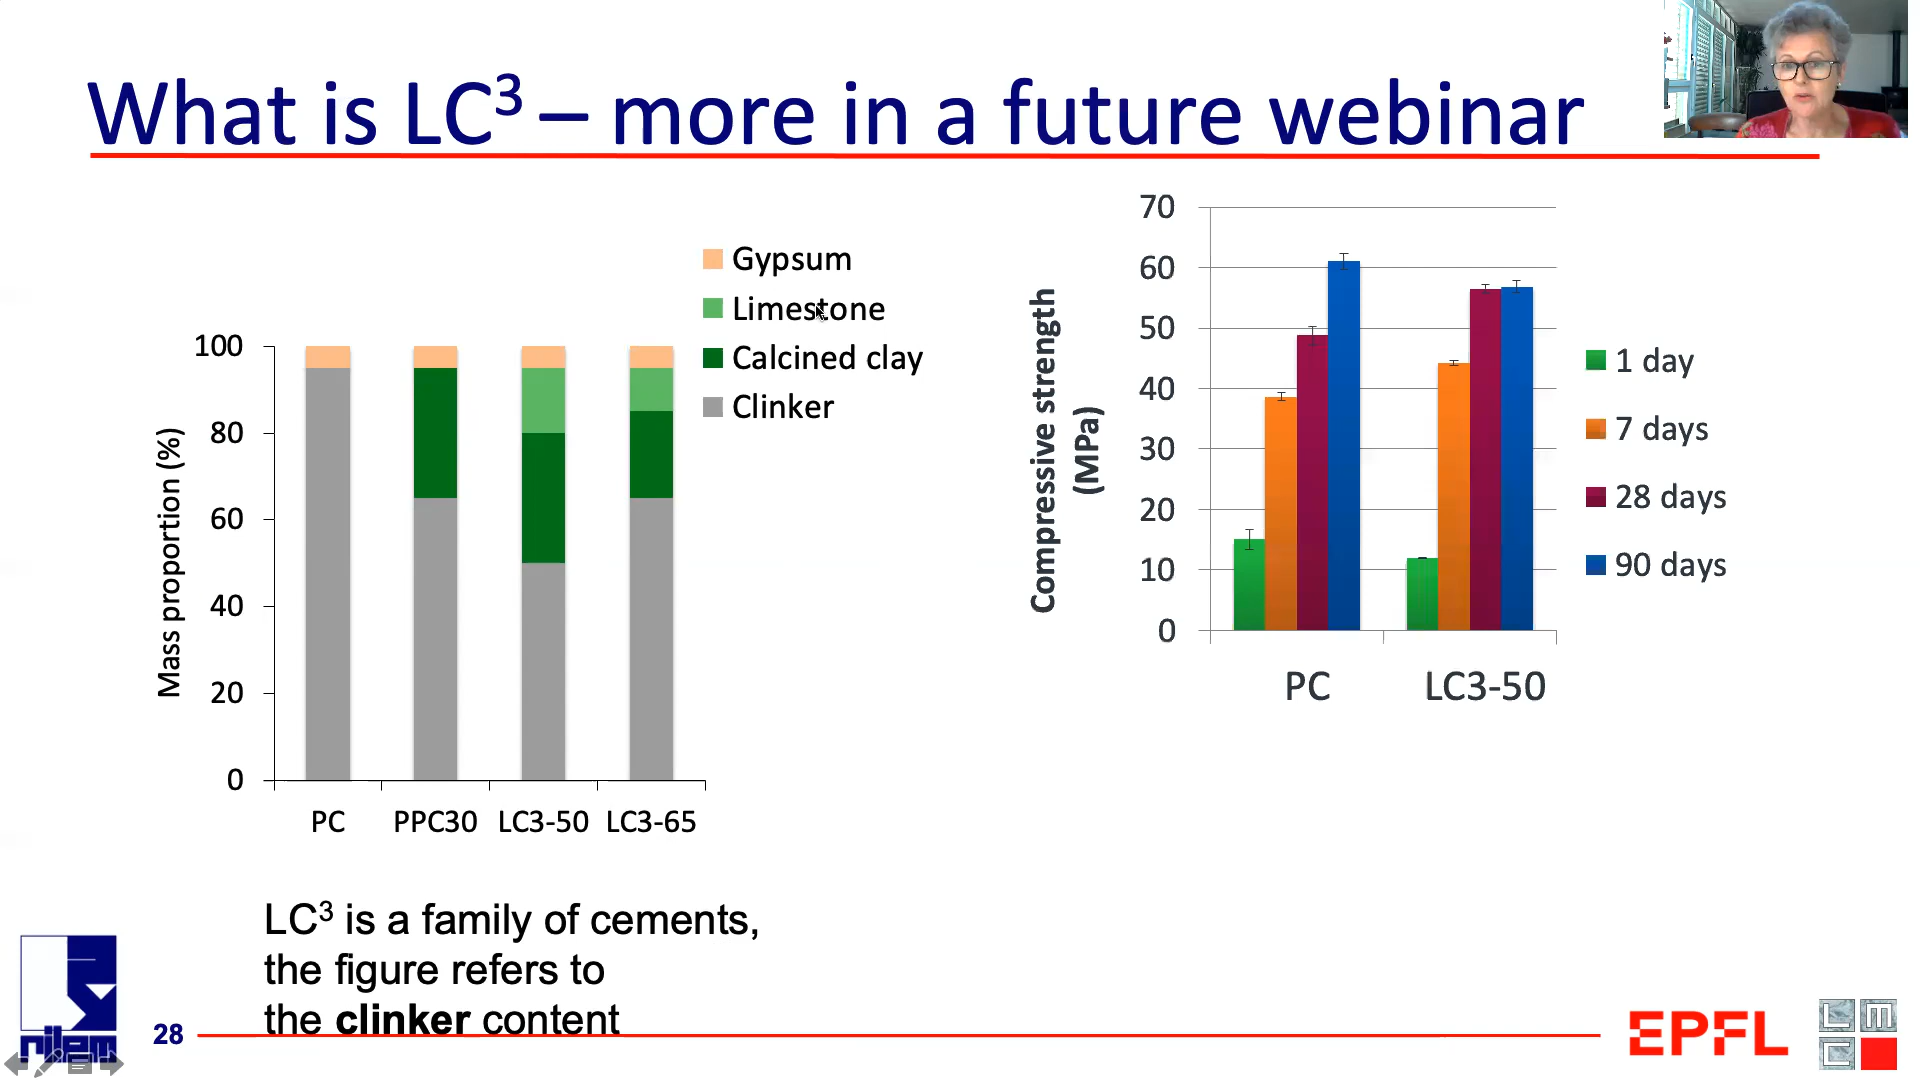 What is LC³ – more in a future webinar
Gypsum
Limestone
Calcined clay
Clinker
Mass proportion (%)
100
80
60
40
20
0
PC
PPC30
LC3-50
LC3-65
Compressive strength
(MPa)
70
60
50
40
30
20
10
0
PC
LC3-50
1 day
7 days
28 days
90 days
LC³ is a family of cements,
the figure refers to
the clinker content
rilem
28
EPFL
L M
C